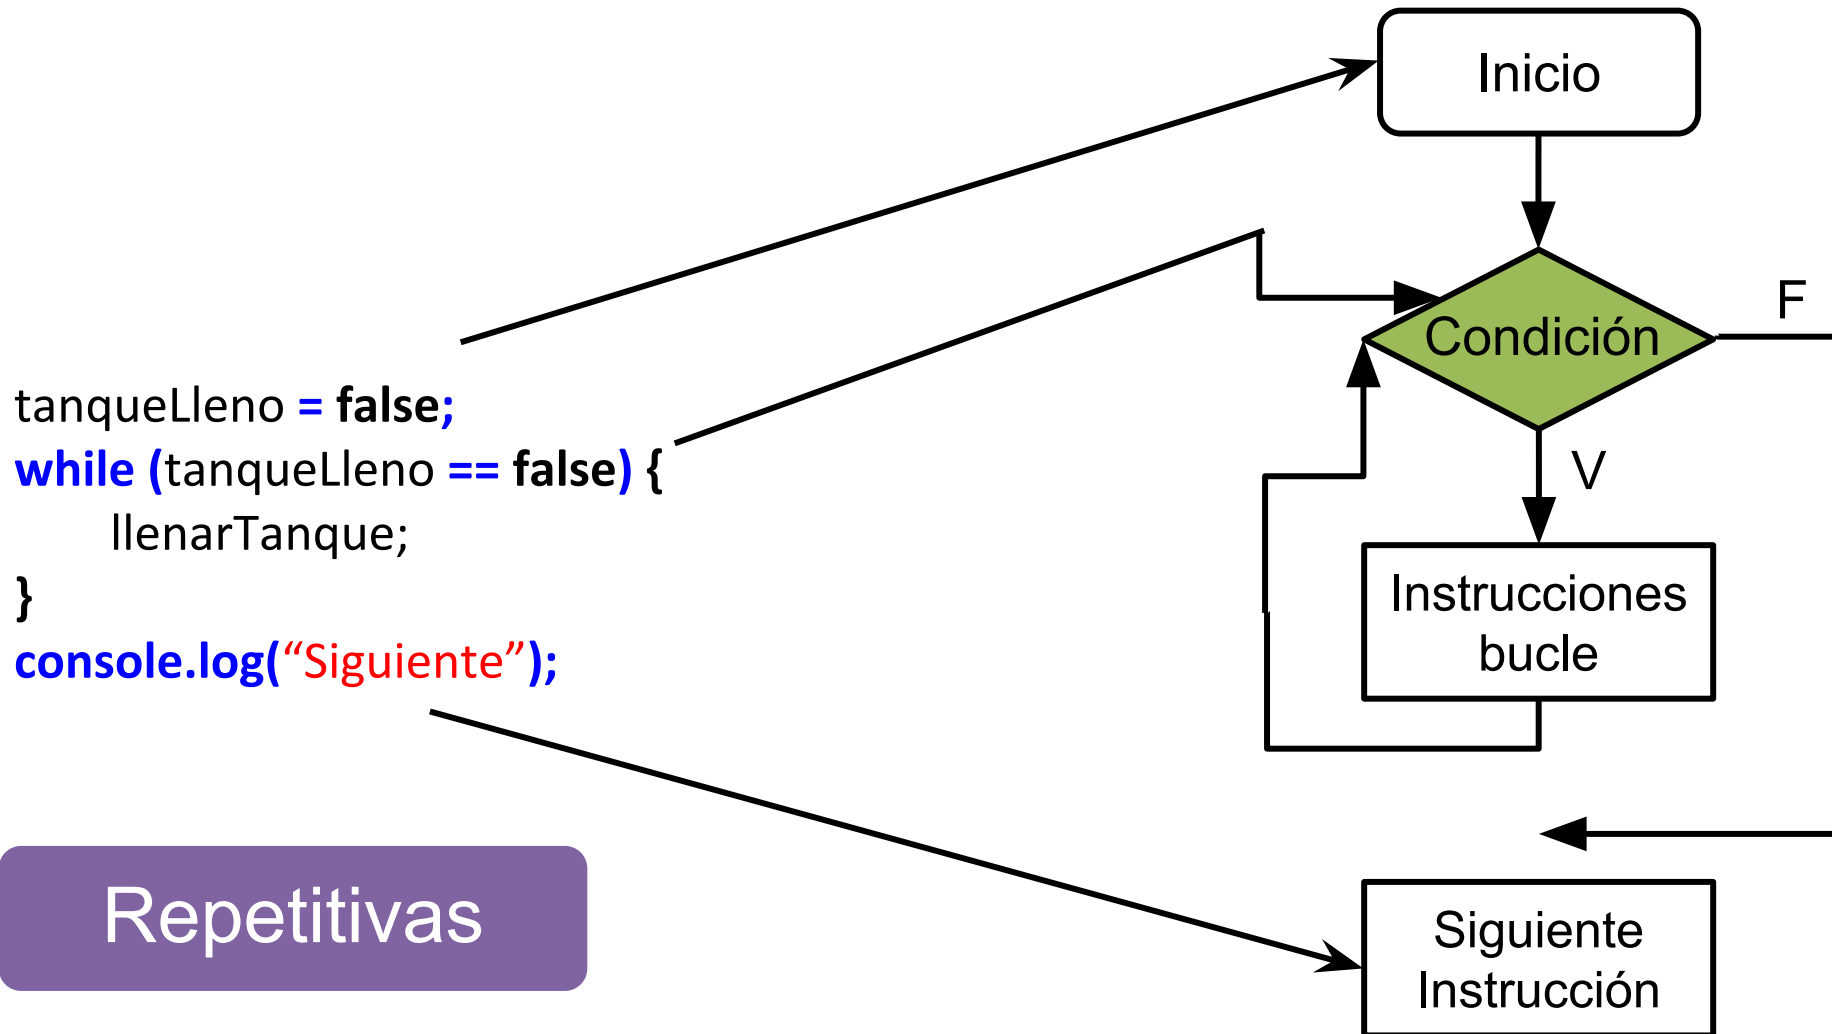 Inicio
Condición
F
V
Instrucciones
bucle
Siguiente
Instrucción
tanqueLleno = false;
while (tanqueLleno == false) {
llenarTanque;
}
console.log(“Siguiente”);
Repetitivas